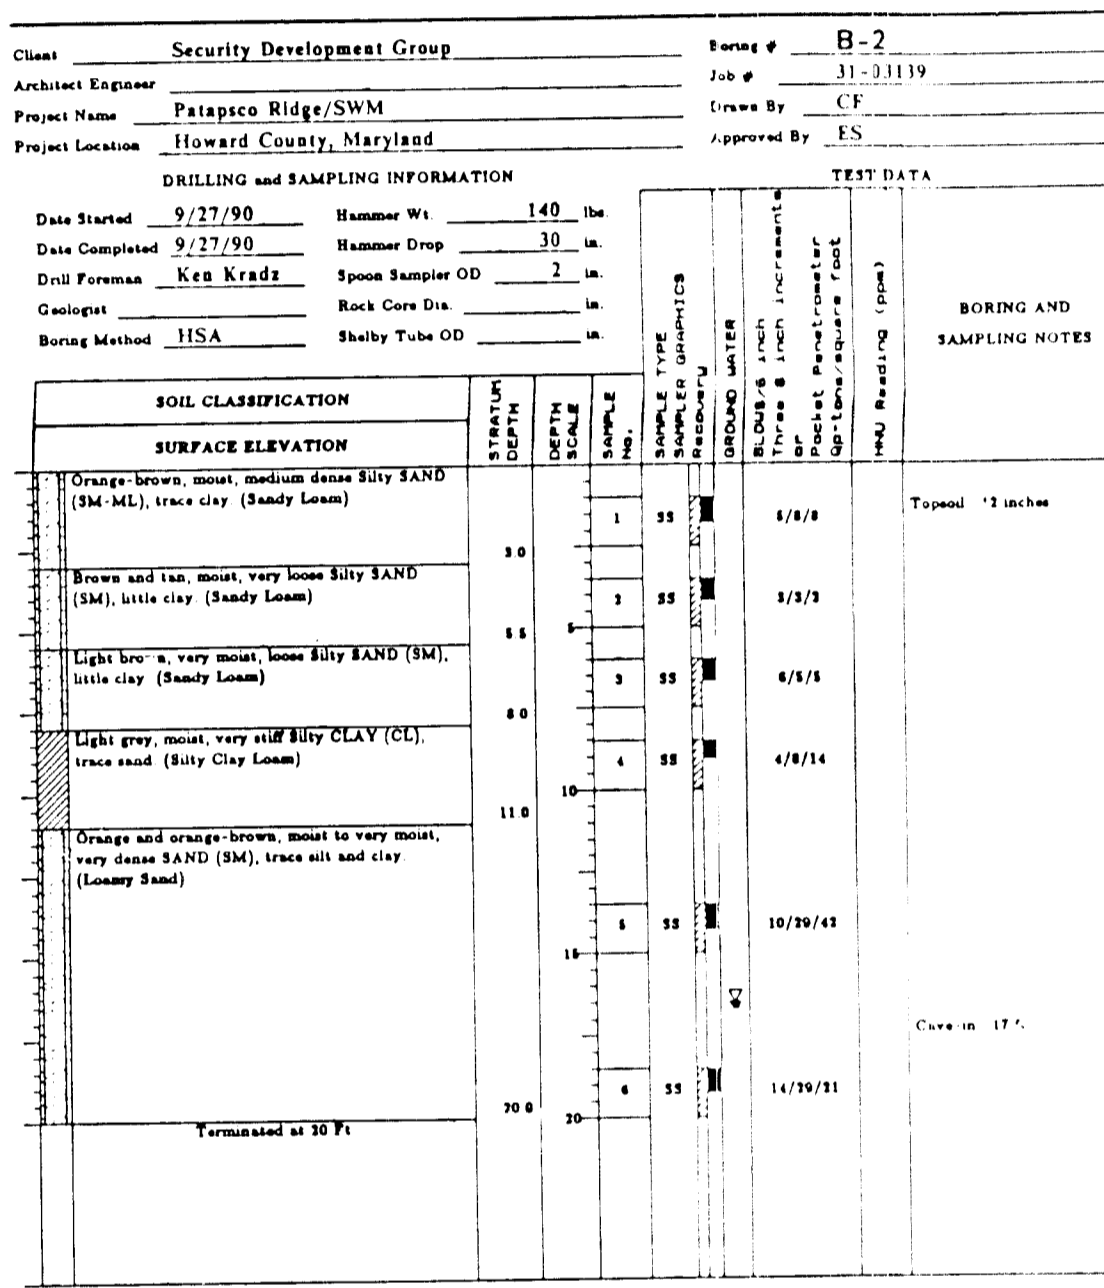 Client Security Development Group
Boring # B-2
Architect Engineer
Job # 31-03139
Project Name Patapsco Ridge/SWM
Drawn By CF
Project Location Howard County, Maryland
Approved By ES
DRILLING and SAMPLING INFORMATION
TEST DATA
Date Started 9/27/90 Hammer Wt. 140 lbs.
Date Completed 9/27/90 Hammer Drop 30 in.
Drill Foreman Ken Kradz Spoon Sampler OD 2 in.
Geologist Rock Core Dia. in.
Boring Method HSA Shelby Tube OD in.
SOIL CLASSIFICATION
SURFACE ELEVATION
STRATUM
DEPTH
DEPTH
SCALE
SAMPLE
No.
SAMPLE TYPE
SAMPLER GRAPHICS
Recovery
GROUND WATER
BLOWS/6 inch
Three 6 inch increments
or
Pocket Penetrometer
Qp-tons/square foot
HNU Reading (ppm)
BORING AND
SAMPLING NOTES
Orange-brown, moist, medium dense Silty SAND
(SM-ML), trace clay. (Sandy Loam)
1 SS
Topsoil 12 inches
3.0
Brown and tan, moist, very loose Silty SAND
(SM), little clay. (Sandy Loam)
SS
5.5
5
Light brown, very moist, loose Silty SAND (SM),
little clay. (Sandy Loam)
3 SS 6/5/5
8.0
Light grey, moist, very stiff Silty CLAY (CL),
trace sand. (Silty Clay Loam)
4 SS 4/8/14
10
11.0
Orange and orange-brown, moist to very moist,
very dense SAND (SM), trace silt and clay.
(Loamy Sand)
5 SS 10/29/42
15
Cave-in 17
6 SS 14/29/21
20.0
20
Terminated at 20 Ft